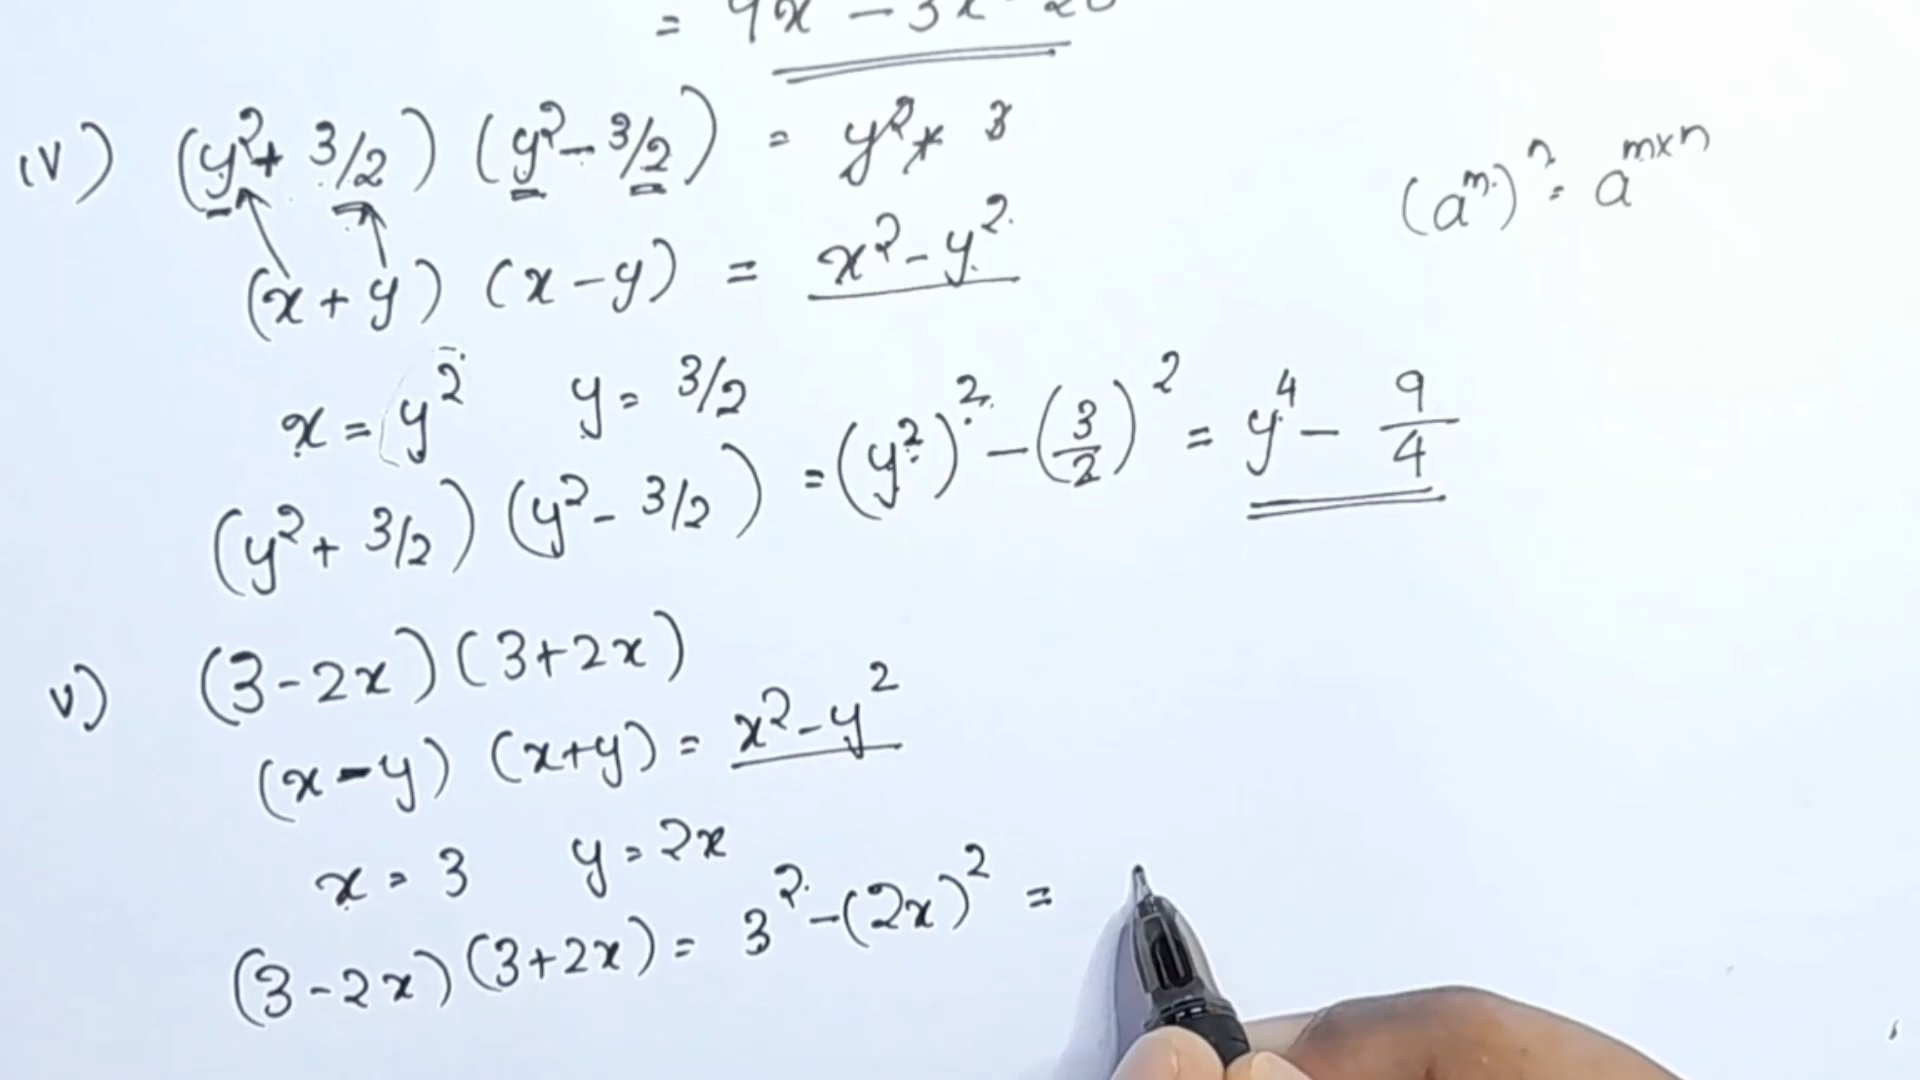 = 9x - 3x
(iv) (y² + 3/2) (y² - 3/2) = y² + 3
(aᵐ)ⁿ = aᵐˣⁿ
(x + y) (x - y) = x² - y²
x = y² y = 3/2
(y² + 3/2) (y² - 3/2) = (y²)² - (3/2)² = y⁴ - 9/4
v) (3 - 2x) (3 + 2x)
(x - y) (x + y) = x² - y²
x = 3 y = 2x
(3 - 2x) (3 + 2x) = 3² - (2x)² =